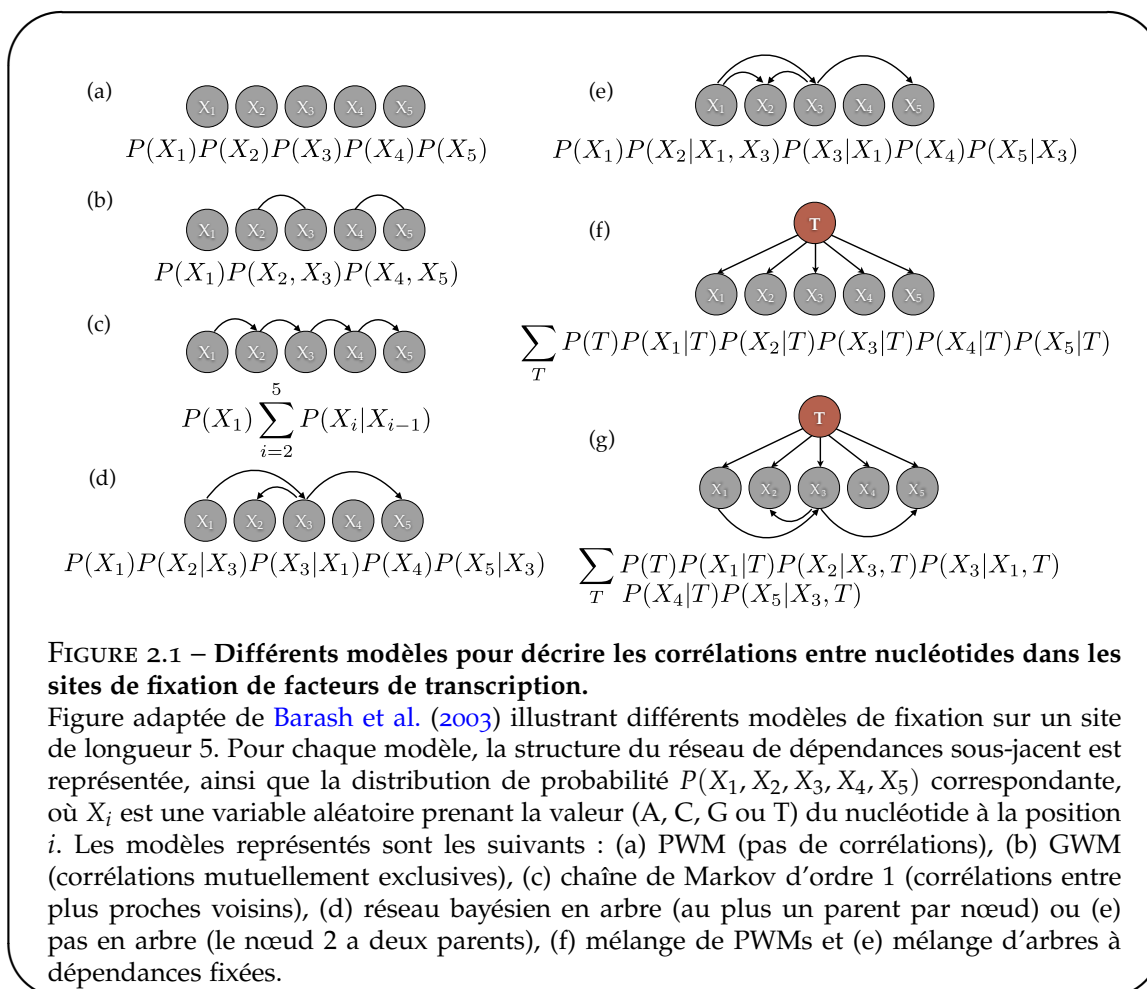 (a)
X1 X2 X3 X4 X5
P(X1)P(X2)P(X3)P(X4)P(X5)
(b)
X1 X2 X3 X4 X5
P(X1)P(X2, X3)P(X4, X5)
(c)
X1 X2 X3 X4 X5
P(X1) ∑_{i=2}^{5} P(Xi|Xi−1)
(d)
X1 X2 X3 X4 X5
P(X1)P(X2|X3)P(X3|X1)P(X4)P(X5|X3)
(e)
X1 X2 X3 X4 X5
P(X1)P(X2|X1, X3)P(X3|X1)P(X4)P(X5|X3)
(f)
T
X1 X2 X3 X4 X5
∑_T P(T)P(X1|T)P(X2|T)P(X3|T)P(X4|T)P(X5|T)
(g)
T
X1 X2 X3 X4 X5
∑_T P(T)P(X1|T)P(X2|X3, T)P(X3|X1, T)
P(X4|T)P(X5|X3, T)
FIGURE 2.1 – Différents modèles pour décrire les corrélations entre nucléotides dans les
sites de fixation de facteurs de transcription.
Figure adaptée de Barash et al. (2003) illustrant différents modèles de fixation sur un site
de longueur 5. Pour chaque modèle, la structure du réseau de dépendances sous-jacent est
représentée, ainsi que la distribution de probabilité P(X1, X2, X3, X4, X5) correspondante,
où Xi est une variable aléatoire prenant la valeur (A, C, G ou T) du nucléotide à la position
i. Les modèles représentés sont les suivants : (a) PWM (pas de corrélations), (b) GWM
(corrélations mutuellement exclusives), (c) chaîne de Markov d'ordre 1 (corrélations entre
plus proches voisins), (d) réseau bayésien en arbre (au plus un parent par nœud) ou (e)
pas en arbre (le nœud 2 a deux parents), (f) mélange de PWMs et (e) mélange d'arbres à
dépendances fixées.